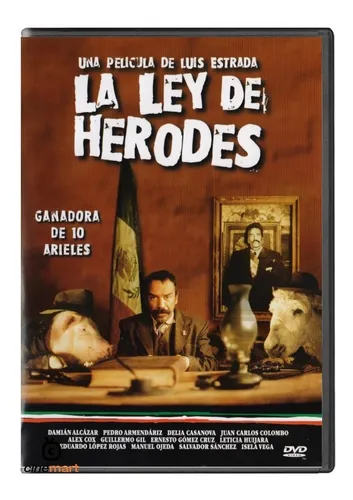 UNA PELICULA DE LUIS ESTRADA
LA LEY DE
HERODES
GANADORA
DE 10
ARIELES
DAMIÁN ALCÁZAR PEDRO ARMENDÁRIZ DELIA CASANOVA JUAN CARLOS COLOMBO
ALEX COX GUILLERMO GIL ERNESTO GÓMEZ CRUZ LETICIA HUIJARA
EDUARDO LÓPEZ ROJAS MANUEL OJEDA SALVADOR SÁNCHEZ ISELA VEGA
DVD
cinemart